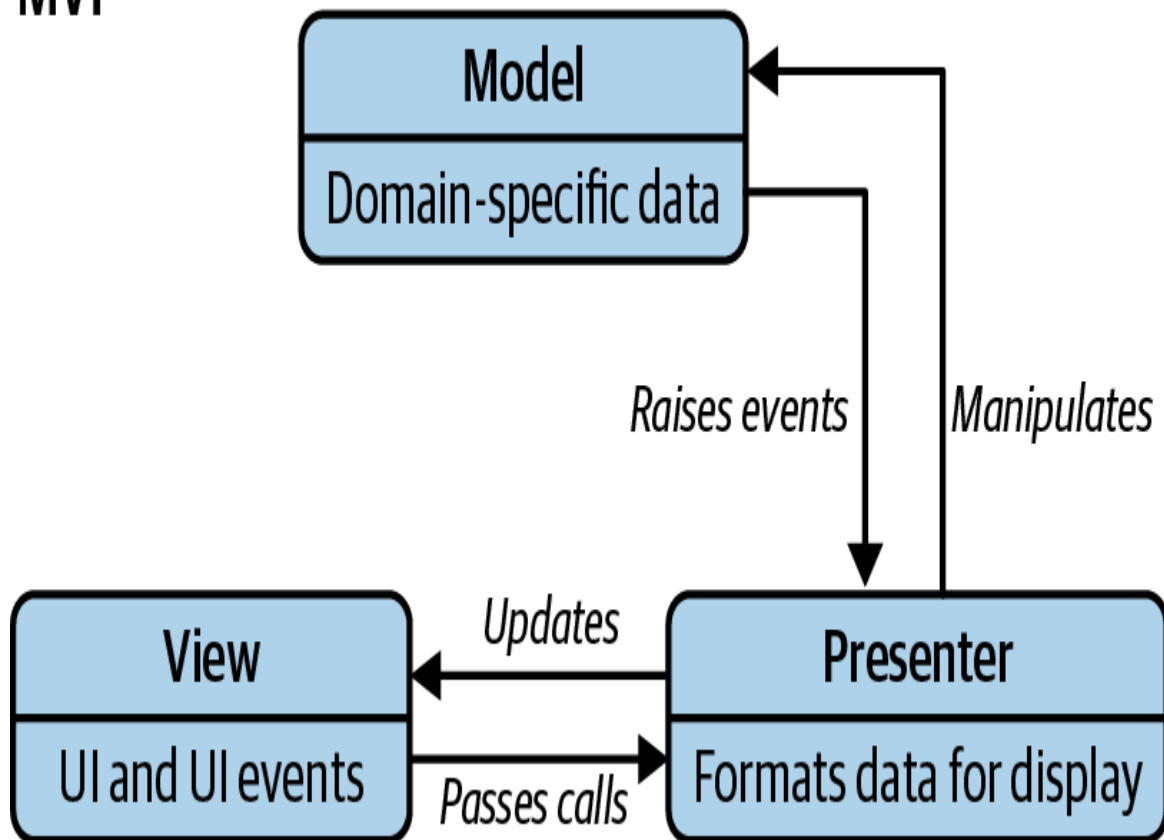 MVP
Model
Domain-specific data
Raises events
Manipulates
Updates
View
Presenter
UI and UI events
Passes calls
Formats data for display